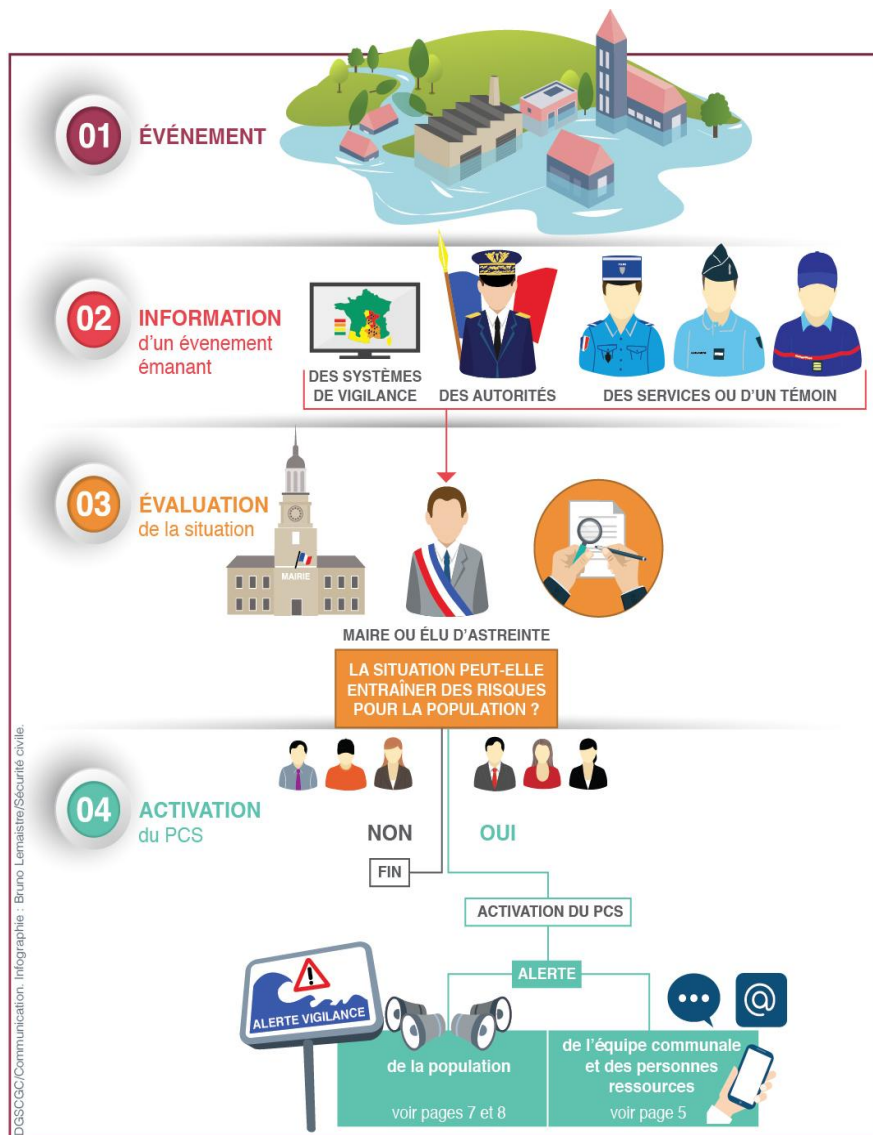 01
ÉVÉNEMENT
02
INFORMATION
d'un évenement
émanant
DES SYSTÈMES
DE VIGILANCE
DES AUTORITÉS
DES SERVICES OU D'UN TÉMOIN
03
ÉVALUATION
de la situation
MAIRIE
MAIRE OU ÉLU D'ASTREINTE
LA SITUATION PEUT-ELLE
ENTRAÎNER DES RISQUES
POUR LA POPULATION ?
04
ACTIVATION
du PCS
NON
OUI
FIN
ACTIVATION DU PCS
ALERTE
ALERTE VIGILANCE
@
de la population
voir pages 7 et 8
de l'équipe communale
et des personnes
ressources
voir page 5
DGSCGC/Communication. Infographie : Bruno Lemaistre/Sécurité civile.